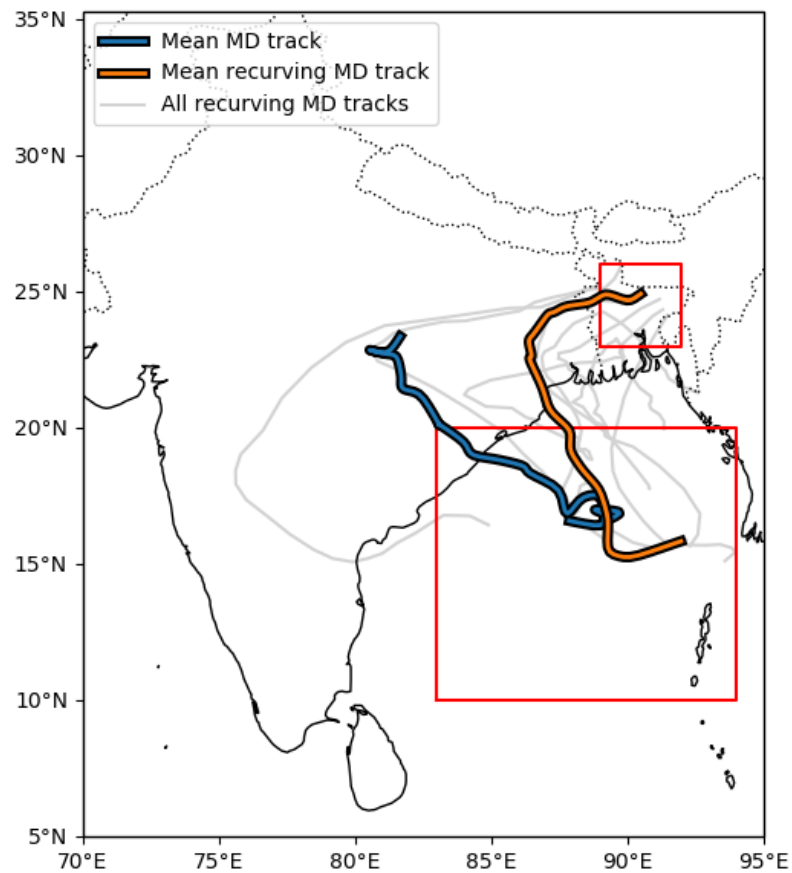 Mean MD track
Mean recurving MD track
All recurving MD tracks
35°N
30°N
25°N
20°N
15°N
10°N
5°N
70°E 75°E 80°E 85°E 90°E 95°E